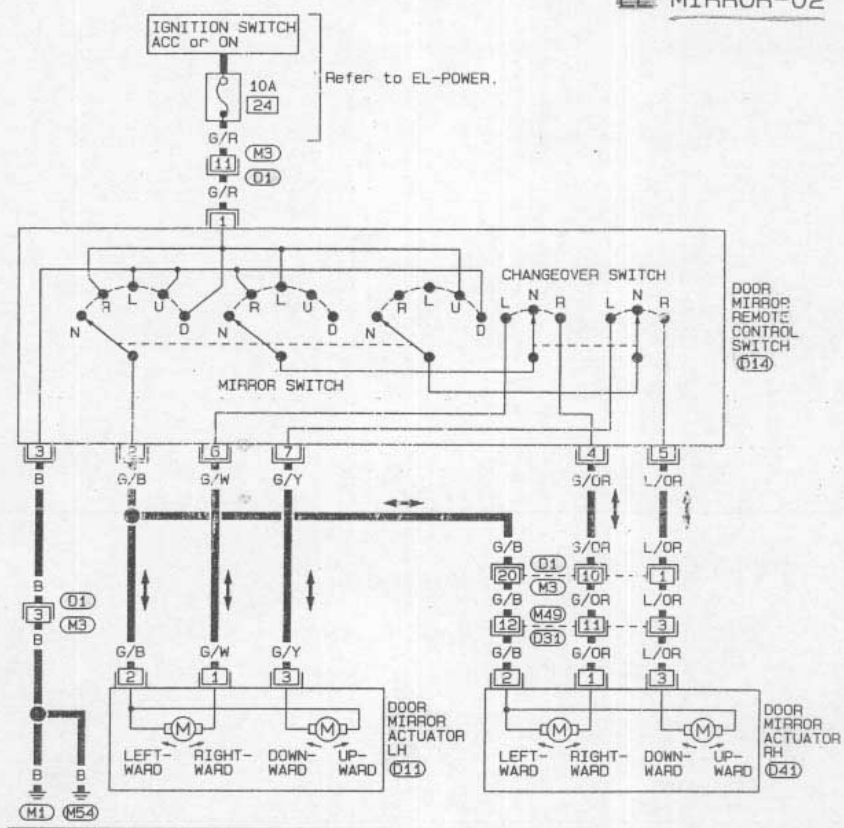 MIRROR-02
IGNITION SWITCH
ACC or ON
10A
24
Refer to EL-POWER.
G/R
11 M3
D1
G/R
1
CHANGEOVER SWITCH
R L U D N
R L U D N
R L U D N
L N R
L N R
MIRROR SWITCH
DOOR
MIRROR
REMOTE
CONTROL
SWITCH
D14
3 2 6 7 4 5
B G/B G/W G/Y G/OR L/OR
G/B G/OR L/OR
20 D1 10 1
M3
G/B G/OR L/OR
12 M49 11 3
D31
G/B G/OR L/OR
B
3 D1
M3
B
G/B G/W G/Y
2 1 3
2 1 3
M M
M M
LEFT-
WARD
RIGHT-
WARD
DOWN-
WARD
UP-
WARD
DOOR
MIRROR
ACTUATOR
LH
D11
LEFT-
WARD
RIGHT-
WARD
DOWN-
WARD
UP-
WARD
DOOR
MIRROR
ACTUATOR
RH
D41
B B
M1 M54